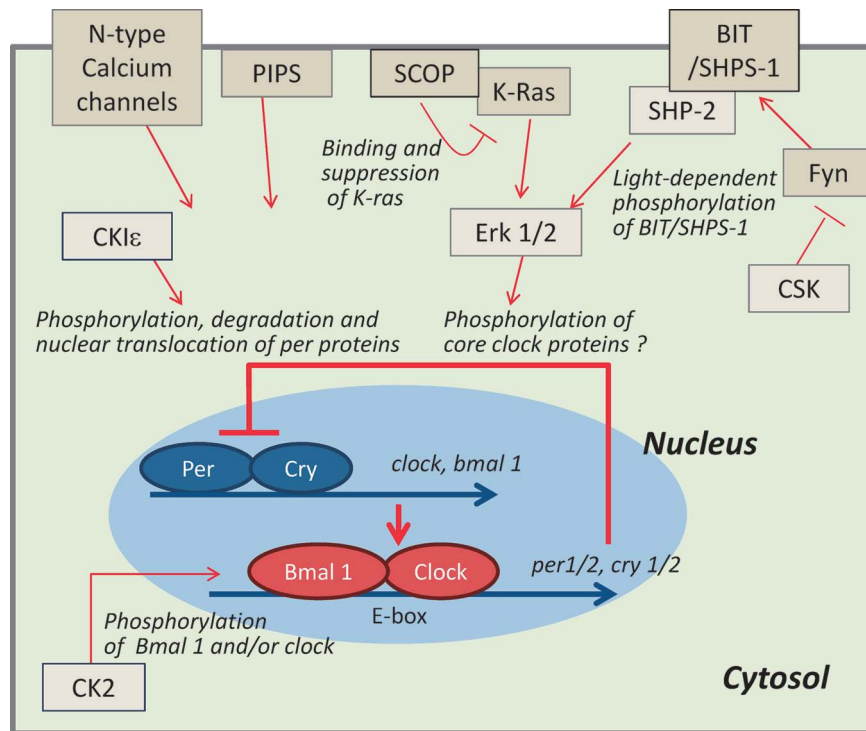 N-type
Calcium
channels
PIPS
SCOP
K-Ras
BIT
/SHPS-1
SHP-2
Fyn
Binding and
suppression
of K-ras
Light-dependent
phosphorylation
of BIT/SHPS-1
CKIε
Erk 1/2
CSK
Phosphorylation, degradation and
nuclear translocation of per proteins
Phosphorylation of
core clock proteins ?
Nucleus
Per
Cry
clock, bmal 1
Bmal 1
Clock
per1/2, cry 1/2
E-box
Phosphorylation
of Bmal 1 and/or clock
CK2
Cytosol